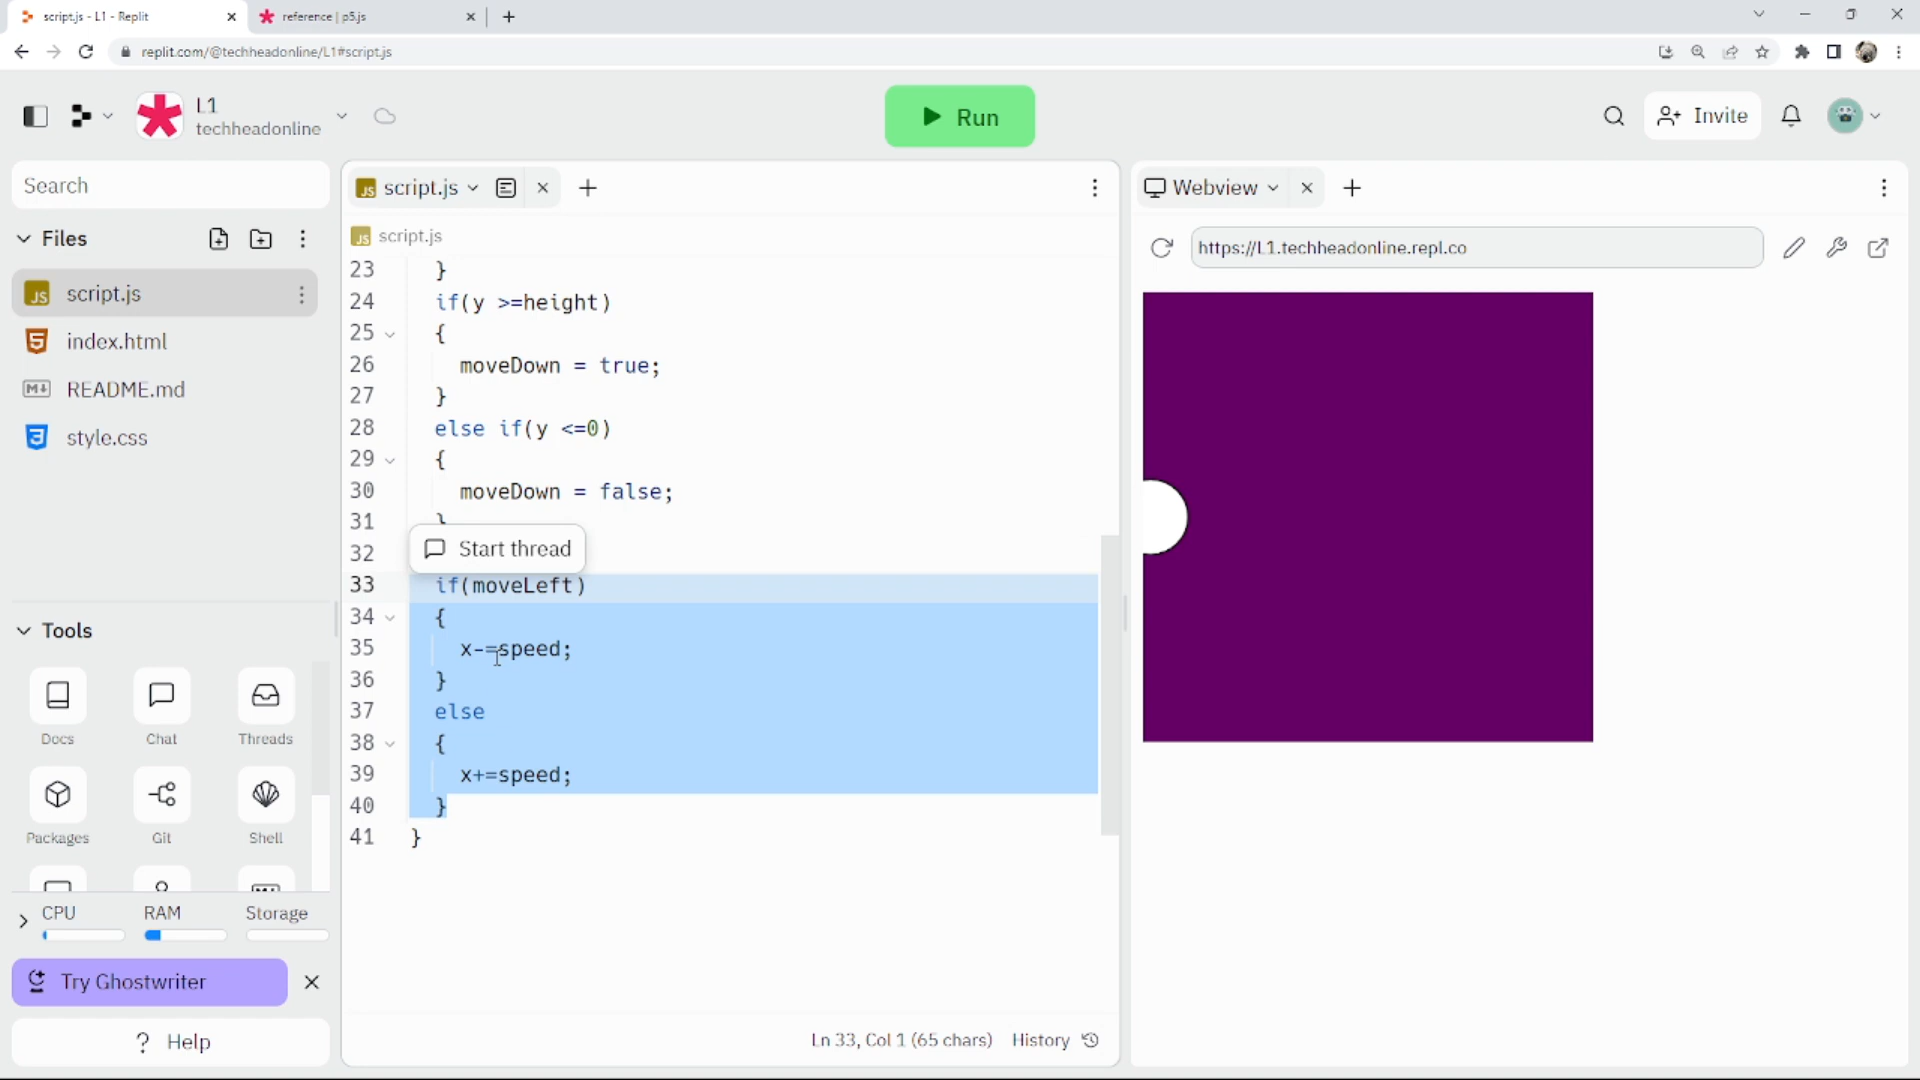 script.js - L1 - Replit
reference | p5.js
replit.com/@techheadonline/L1#script.js
L1
techheadonline
Run
Invite
Search
Files
script.js
index.html
README.md
style.css
Tools
Docs
Chat
Threads
Packages
Git
Shell
CPU
RAM
Storage
Try Ghostwriter
? Help
JS script.js
JS script.js
23 }
24 if(y >=height)
25 {
26 moveDown = true;
27 }
28 else if(y <=0)
29 {
30 moveDown = false;
31 }
32
Start thread
33 if(moveLeft)
34 {
35 x-=speed;
36 }
37 else
38 {
39 x+=speed;
40 }
41 }
Ln 33, Col 1 (65 chars) History
Webview
https://L1.techheadonline.repl.co